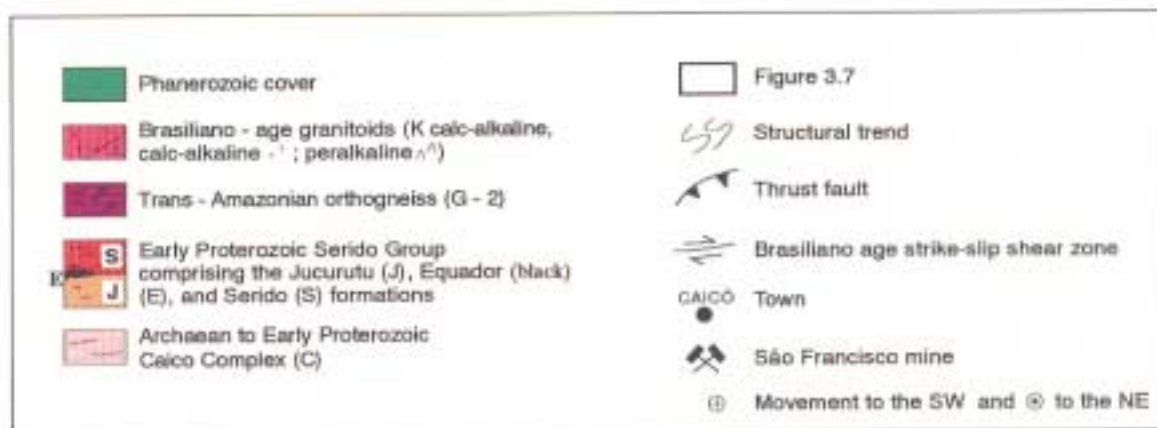 Phanerozoic cover
Brasiliano - age granitoids (K calc-alkaline,
calc-alkaline -⁺ ; peralkaline ^^)
Trans - Amazonian orthogneiss (G - 2)
S
E
J
Early Proterozoic Serido Group
comprising the Jucurutu (J), Equador (black)
(E), and Serido (S) formations
Archaean to Early Proterozoic
Caico Complex (C)
Figure 3.7
Structural trend
Thrust fault
Brasiliano age strike-slip shear zone
CAICÓ Town
São Francisco mine
⊕ Movement to the SW and ⊙ to the NE